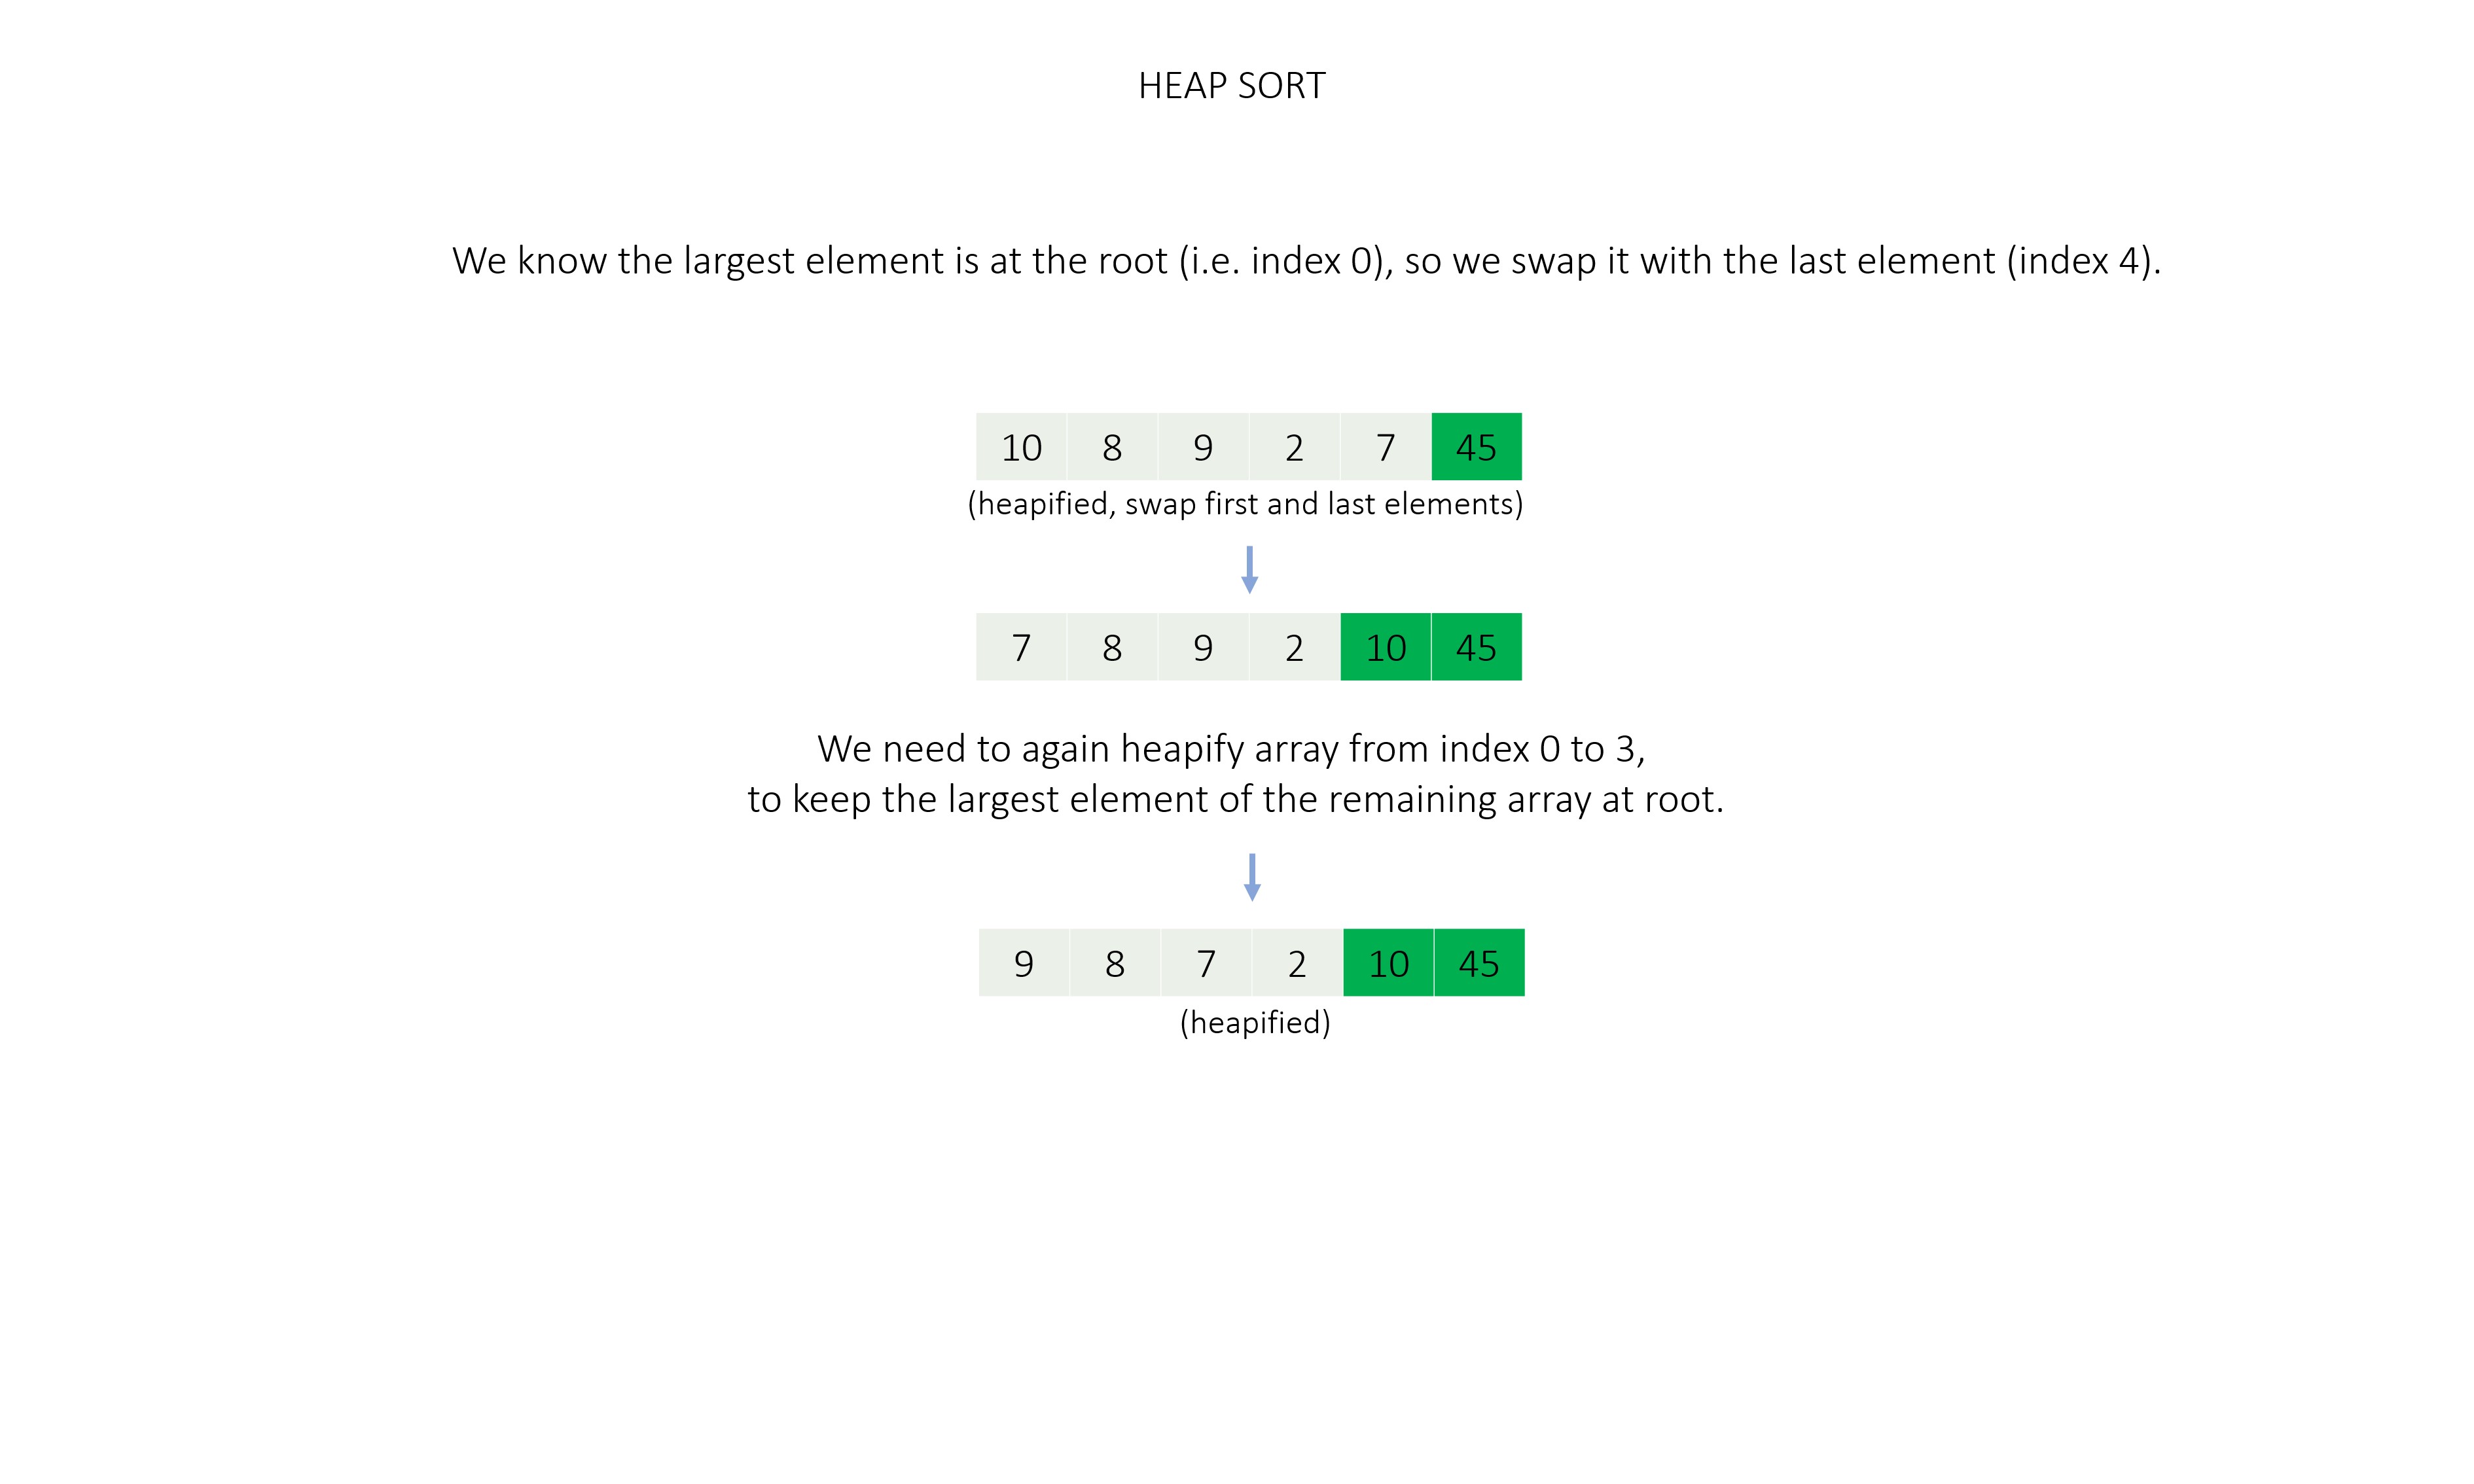 HEAP SORT
We know the largest element is at the root (i.e. index 0), so we swap it with the last element (index 4).
10 8 9 2 7 45
(heapified, swap first and last elements)
7 8 9 2 10 45
We need to again heapify array from index 0 to 3,
to keep the largest element of the remaining array at root.
9 8 7 2 10 45
(heapified)